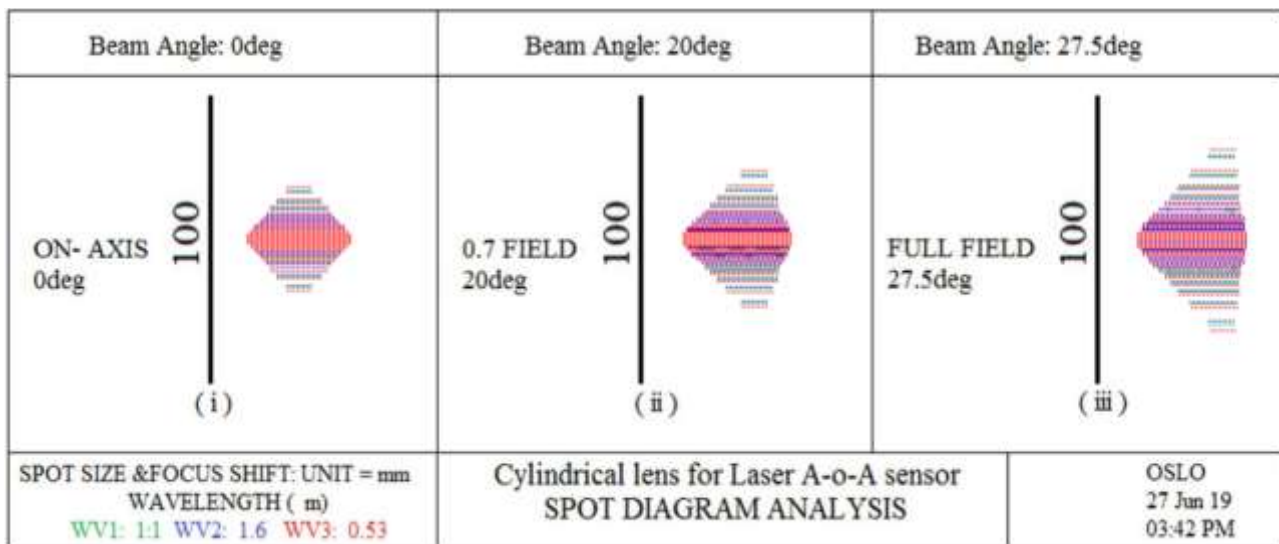 Beam Angle: 0deg
Beam Angle: 20deg
Beam Angle: 27.5deg
100
ON- AXIS
0deg
( i )
100
0.7 FIELD
20deg
( ii )
100
FULL FIELD
27.5deg
( iii )
SPOT SIZE &FOCUS SHIFT: UNIT = mm
WAVELENGTH ( m)
WV1: 1:1 WV2: 1.6 WV3: 0.53
Cylindrical lens for Laser A-o-A sensor
SPOT DIAGRAM ANALYSIS
OSLO
27 Jun 19
03:42 PM